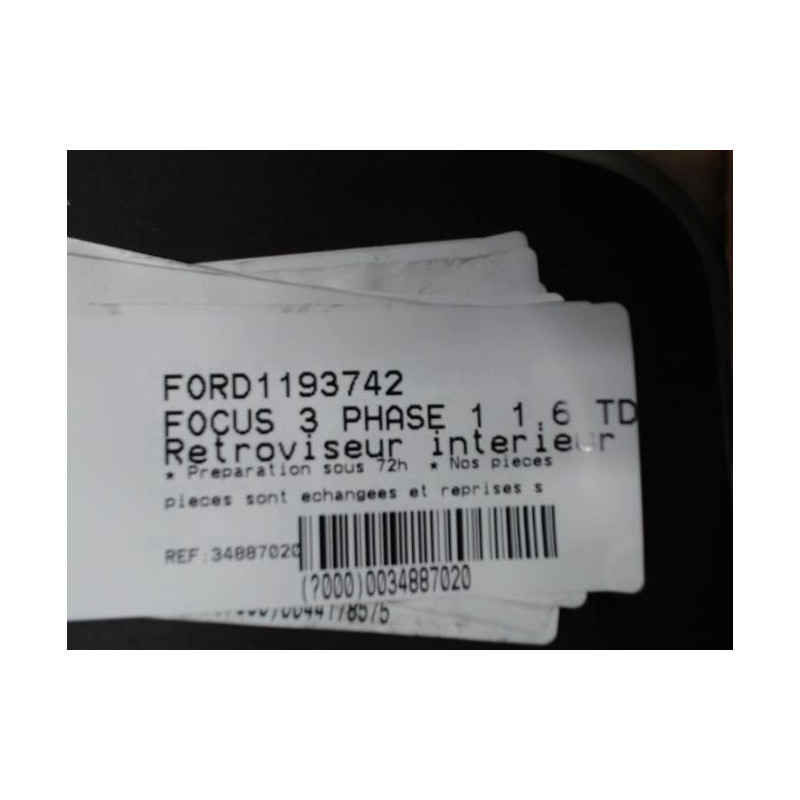 FORD1193742
FOCUS 3 PHASE 1 1.6 TD
Retroviseur interieur
* Preparation sous 72h * Nos pieces
pieces sont echangees et reprises s
REF:34887020
(?000)0034887020